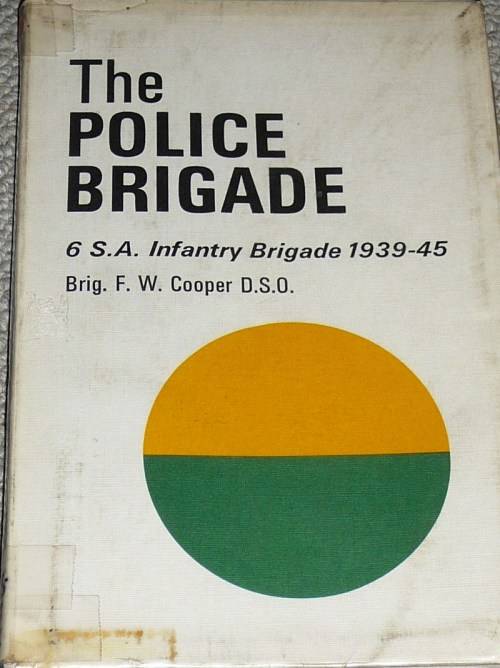 The
POLICE
BRIGADE
6 S.A. Infantry Brigade 1939-45
Brig. F. W. Cooper D.S.O.